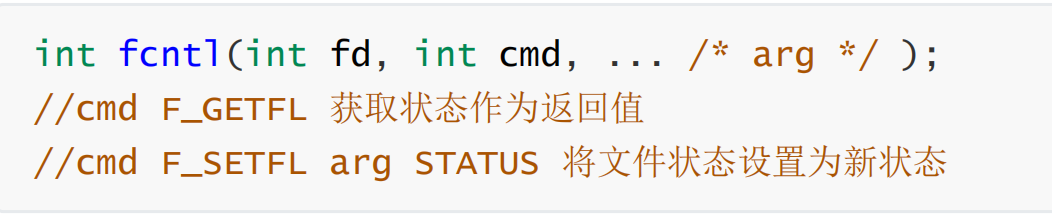 int fcntl(int fd, int cmd, ... /* arg */ );
//cmd F_GETFL 获取状态作为返回值
//cmd F_SETFL arg STATUS 将文件状态设置为新状态